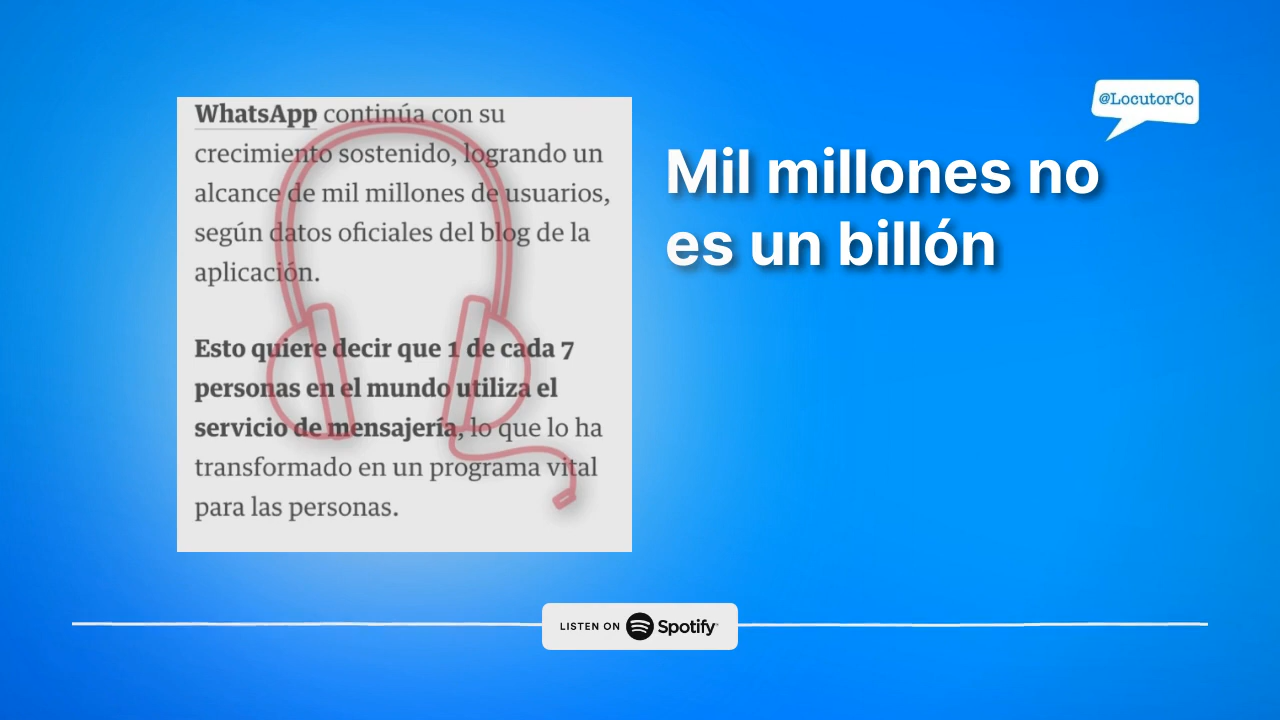 WhatsApp continúa con su
crecimiento sostenido, logrando un
alcance de mil millones de usuarios,
según datos oficiales del blog de la
aplicación.
Esto quiere decir que 1 de cada 7
personas en el mundo utiliza el
servicio de mensajería, lo que lo ha
transformado en un programa vital
para las personas.
@LocutorCo
Mil millones no
es un billón
LISTEN ON Spotify